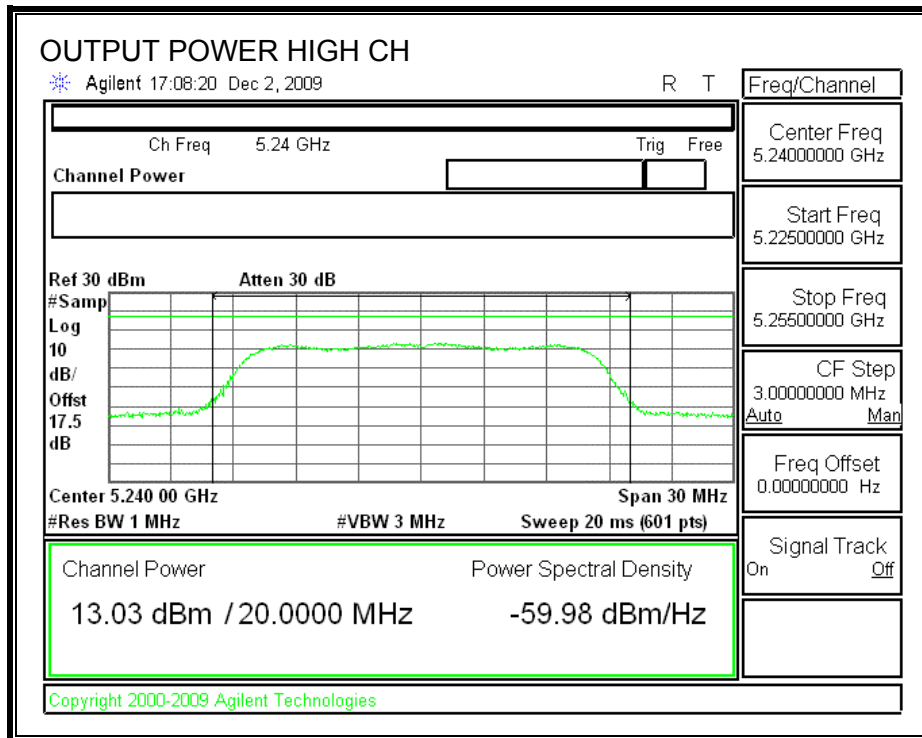 OUTPUT POWER HIGH CH
Agilent 17:08:20 Dec 2, 2009 R T
Freq/Channel
Ch Freq 5.24 GHz Trig Free
Channel Power
Center Freq
5.24000000 GHz
Start Freq
5.22500000 GHz
Stop Freq
5.25500000 GHz
CF Step
3.00000000 MHz
Auto Man
Freq Offset
0.00000000 Hz
Signal Track
On Off
Ref 30 dBm Atten 30 dB
#Samp
Log
10
dB/
Offst
17.5
dB
Center 5.240 00 GHz Span 30 MHz
#Res BW 1 MHz #VBW 3 MHz Sweep 20 ms (601 pts)
Channel Power Power Spectral Density
13.03 dBm / 20.0000 MHz -59.98 dBm/Hz
Copyright 2000-2009 Agilent Technologies